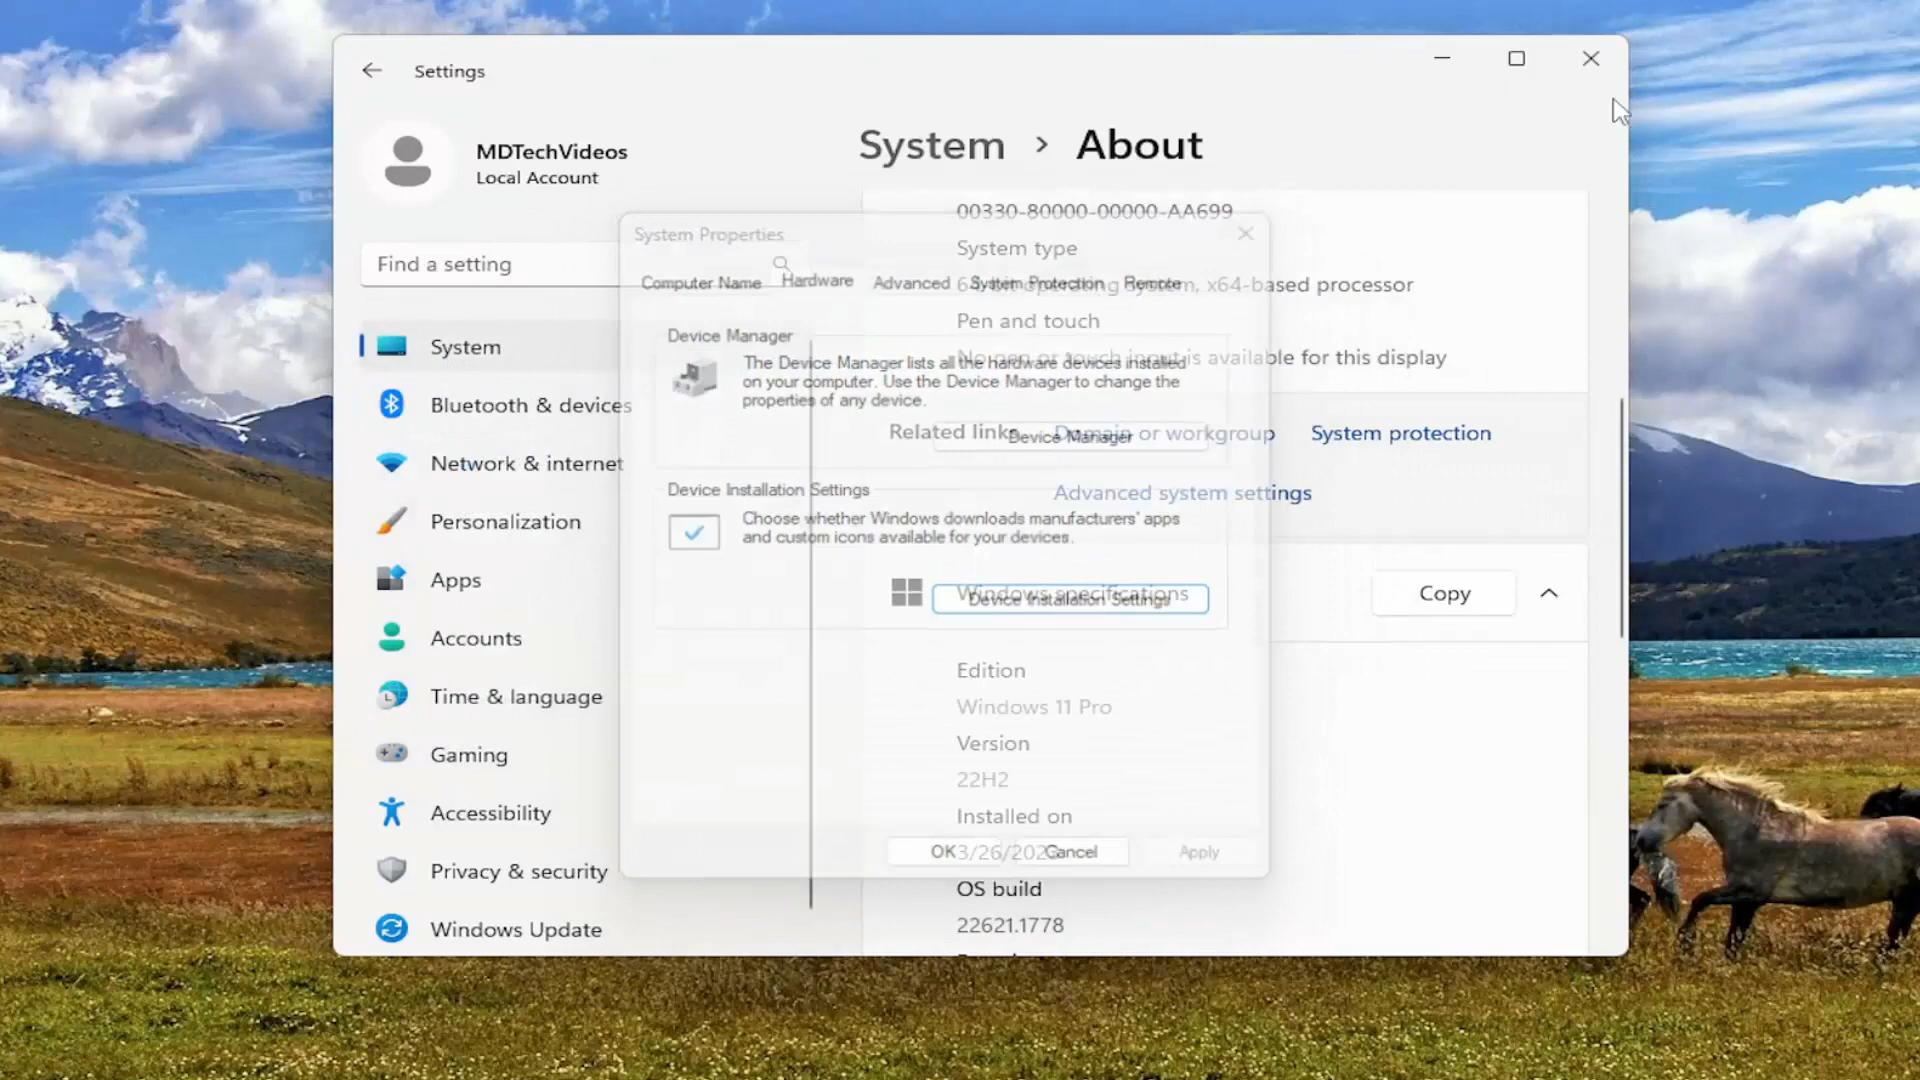 Settings
MDTechVideos
Local Account
Find a setting
System
Bluetooth & devices
Network & internet
Personalization
Apps
Accounts
Time & language
Gaming
Accessibility
Privacy & security
Windows Update
System > About
00330-80000-00000-AA699
System type
operating system, x64-based processor
Pen and touch
No pen or touch input is available for this display
Related links
Domain or workgroup
System protection
Advanced system settings
Windows specifications
Copy
Edition
Windows 11 Pro
Version
22H2
Installed on
3/26/202
OS build
22621.1778
System Properties
Computer Name
Hardware
Advanced
System Protection
Remote
Device Manager
The Device Manager lists all the hardware devices installed
on your computer. Use the Device Manager to change the
properties of any device.
Device Manager
Device Installation Settings
Choose whether Windows downloads manufacturers' apps
and custom icons available for your devices.
Device Installation Settings
OK
Cancel
Apply